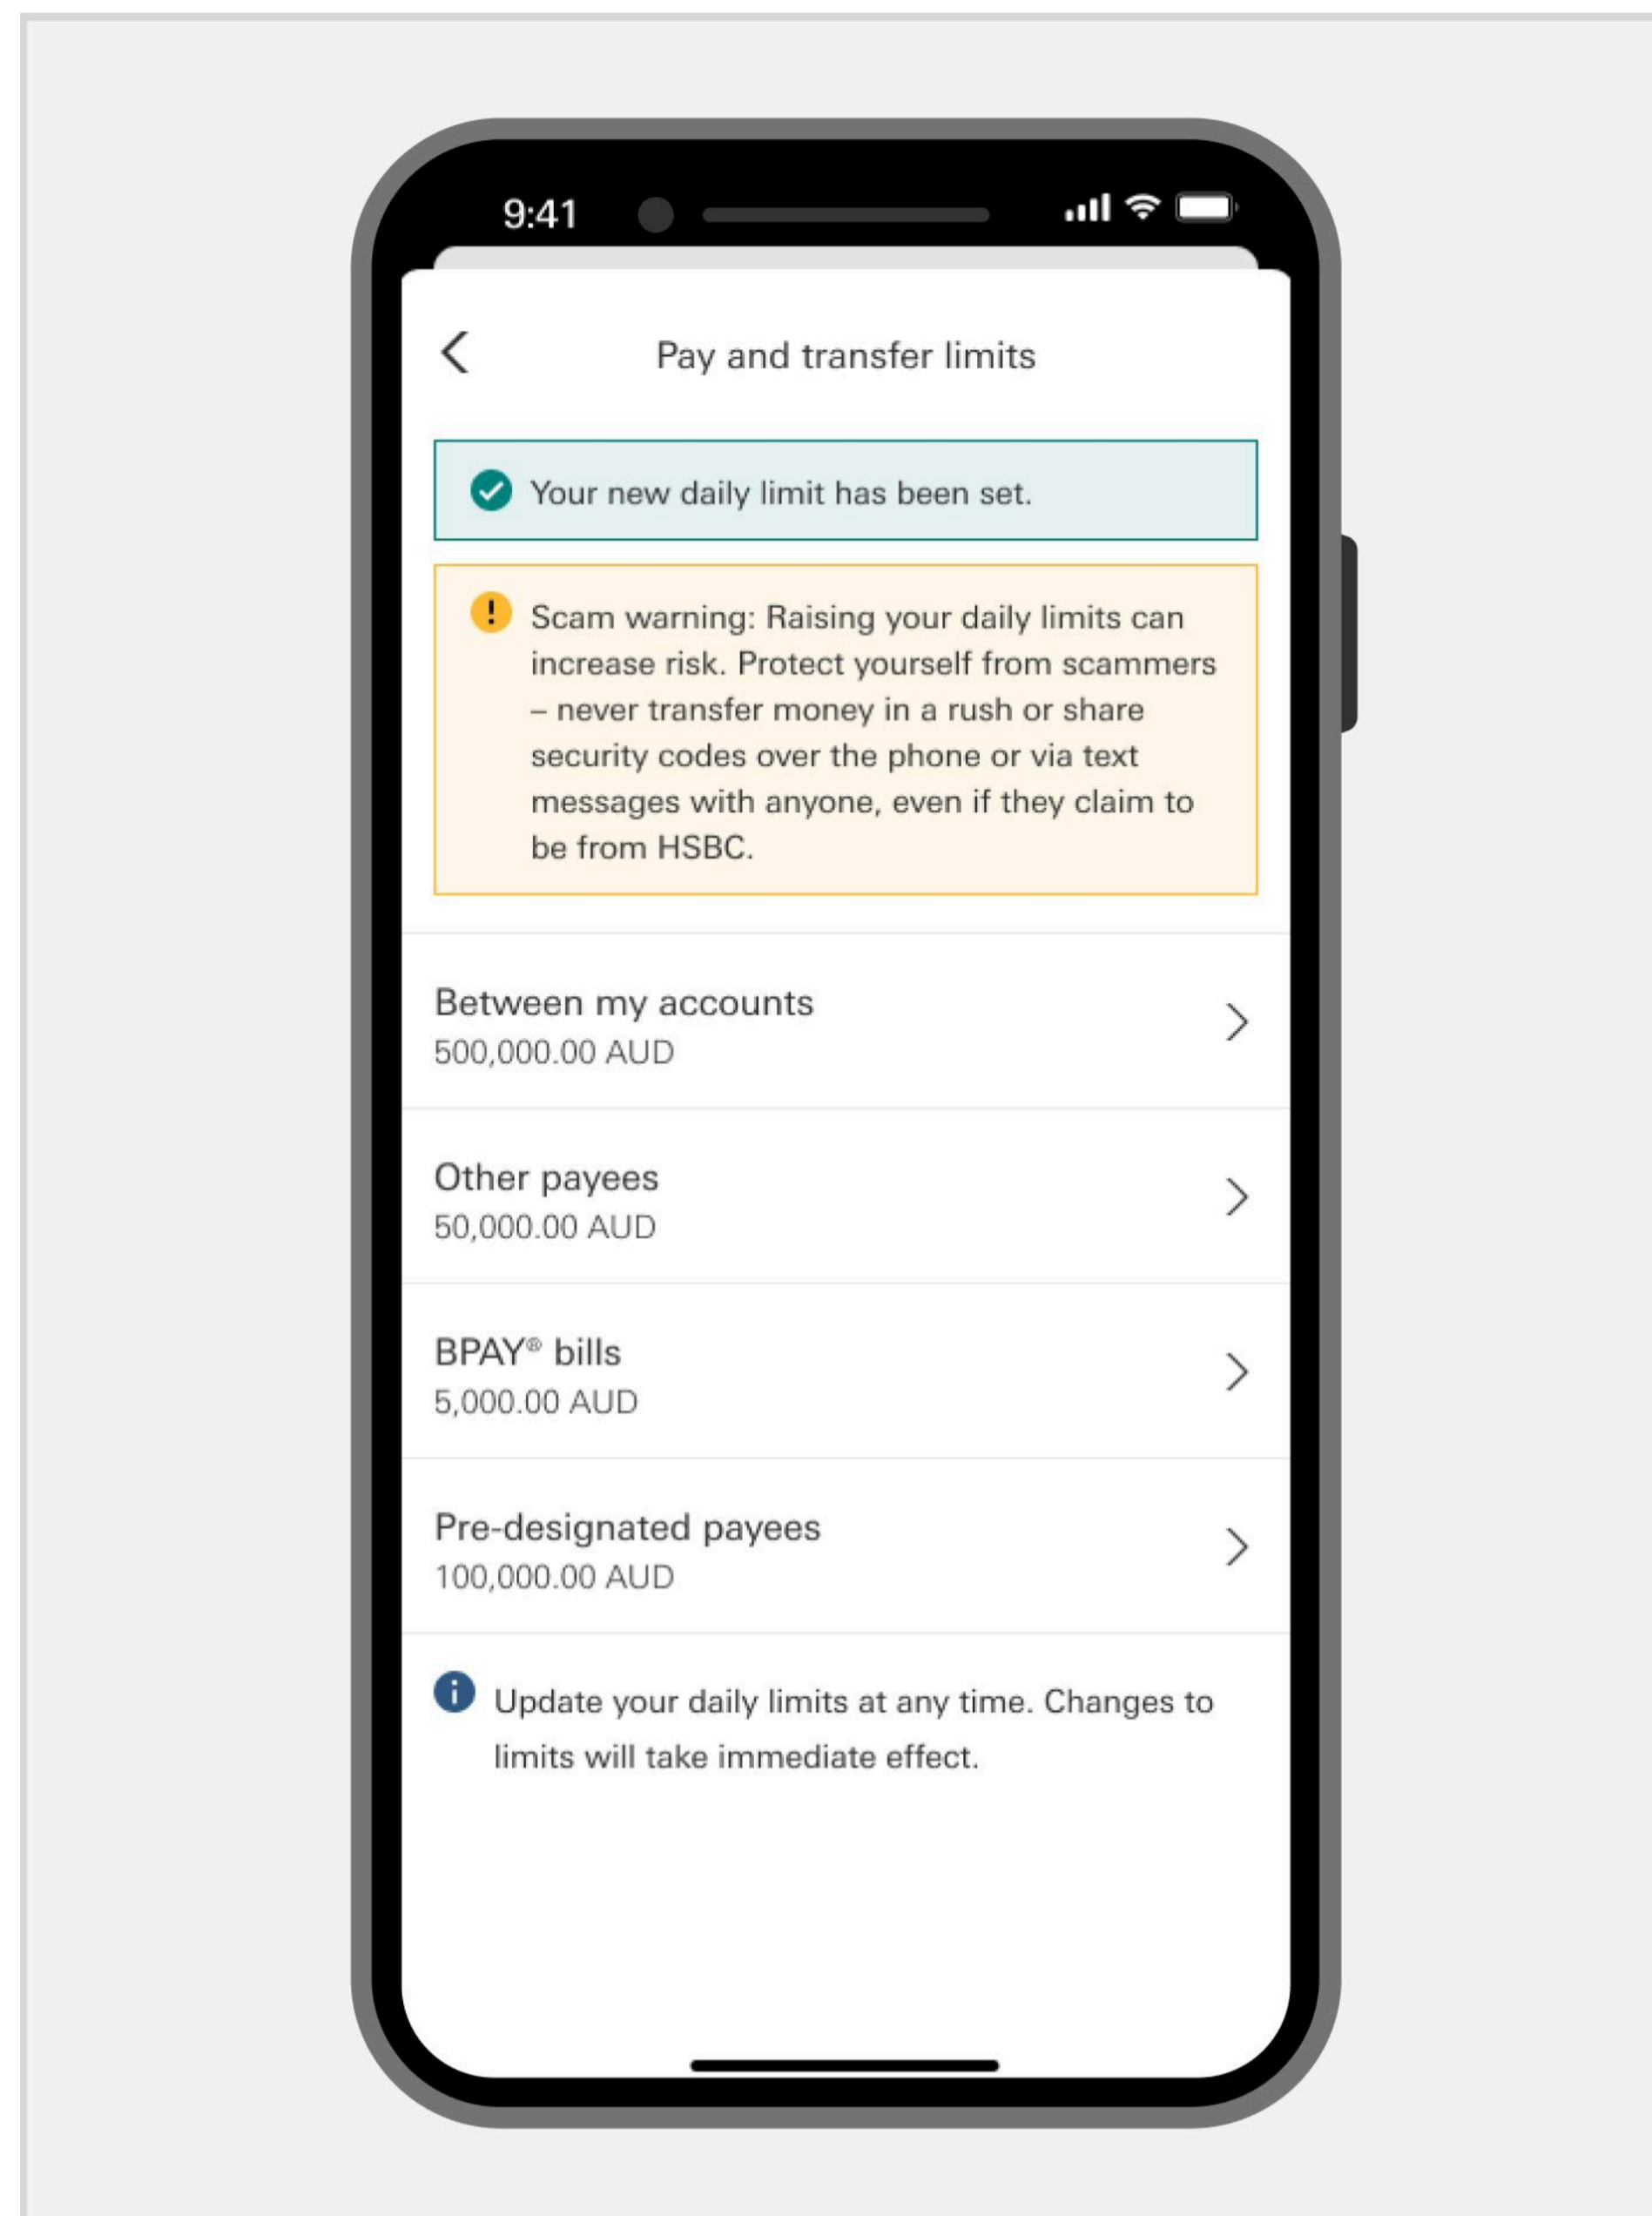 9:41
Pay and transfer limits
Your new daily limit has been set.
Scam warning: Raising your daily limits can
increase risk. Protect yourself from scammers
– never transfer money in a rush or share
security codes over the phone or via text
messages with anyone, even if they claim to
be from HSBC.
Between my accounts
500,000.00 AUD
Other payees
50,000.00 AUD
BPAY® bills
5,000.00 AUD
Pre-designated payees
100,000.00 AUD
Update your daily limits at any time. Changes to
limits will take immediate effect.